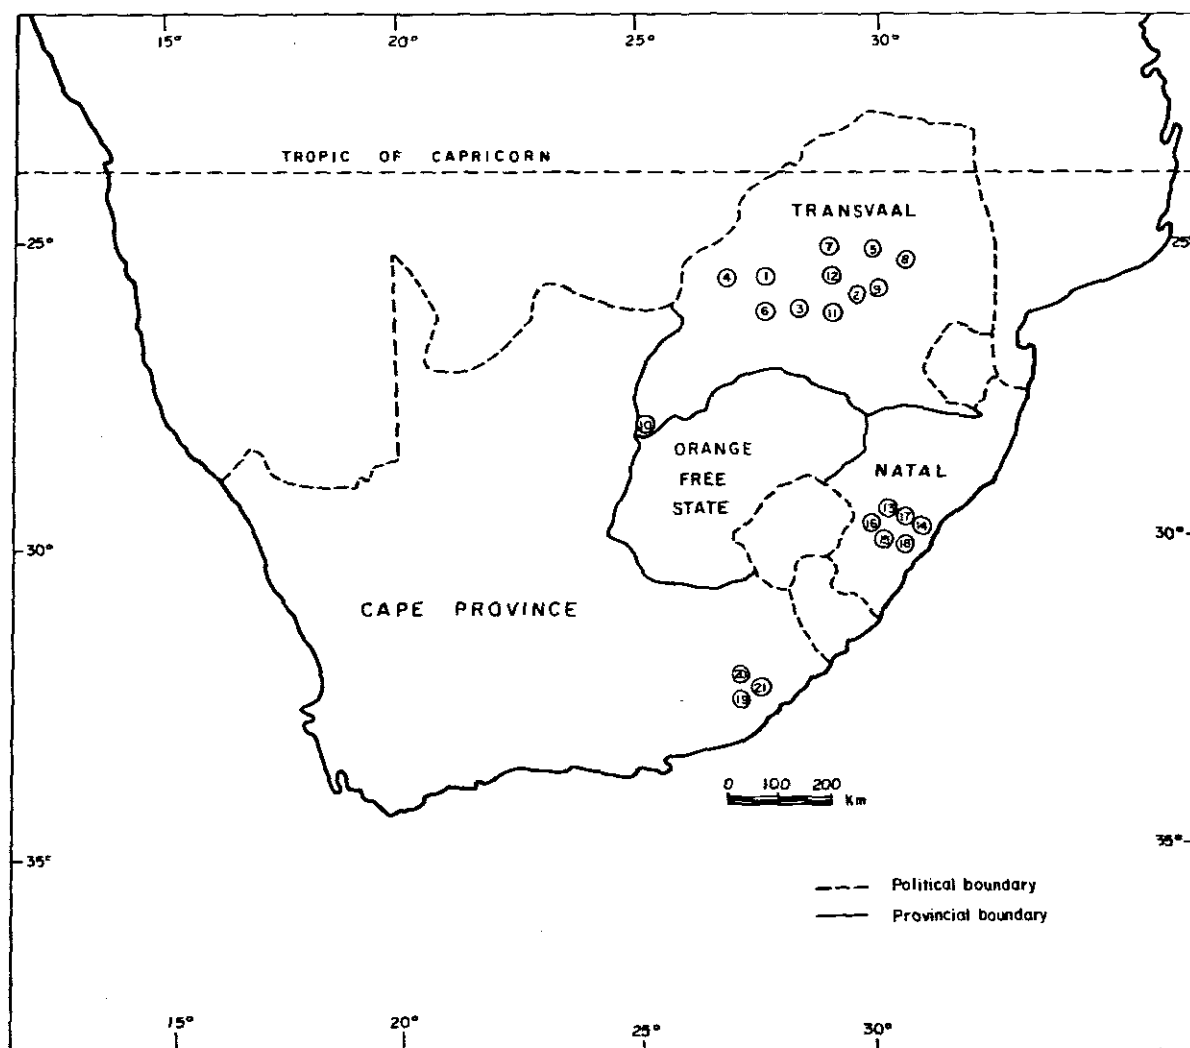 15° 20° 25° 30°
TROPIC OF CAPRICORN
TRANSVAAL
25° 25°
7 5 8
4 1 12 2 9
6 3 11
10
ORANGE
FREE
STATE
NATAL
13 17 14
16 15 18
30° 30°
CAPE PROVINCE
20
21
19
0 100 200
Km
35° 35°
Political boundary
Provincial boundary
15° 20° 25° 30°